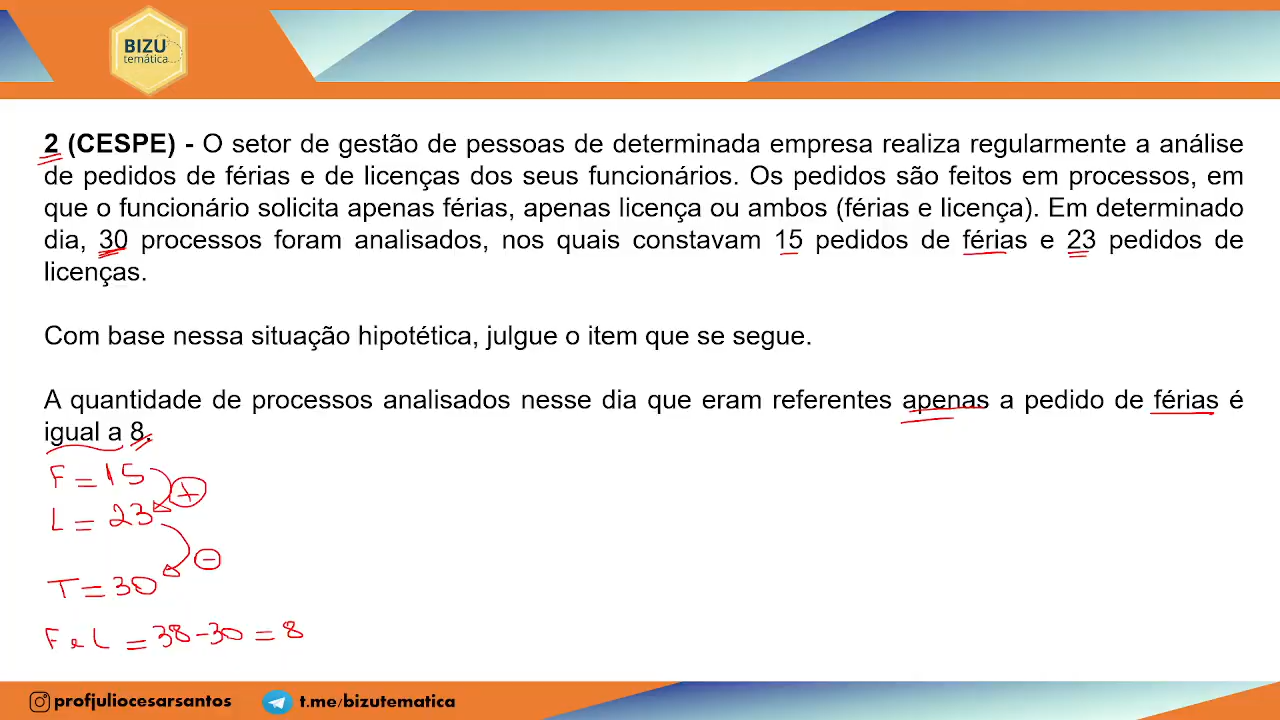 BIZU
temática
2 (CESPE) - O setor de gestão de pessoas de determinada empresa realiza regularmente a análise
de pedidos de férias e de licenças dos seus funcionários. Os pedidos são feitos em processos, em
que o funcionário solicita apenas férias, apenas licença ou ambos (férias e licença). Em determinado
dia, 30 processos foram analisados, nos quais constavam 15 pedidos de férias e 23 pedidos de
licenças.
Com base nessa situação hipotética, julgue o item que se segue.
A quantidade de processos analisados nesse dia que eram referentes apenas a pedido de férias é
igual a 8.
F = 15
+
L = 23
-
T = 30
F e L = 38 - 30 = 8
profjuliocesarsantos t.me/bizutematica